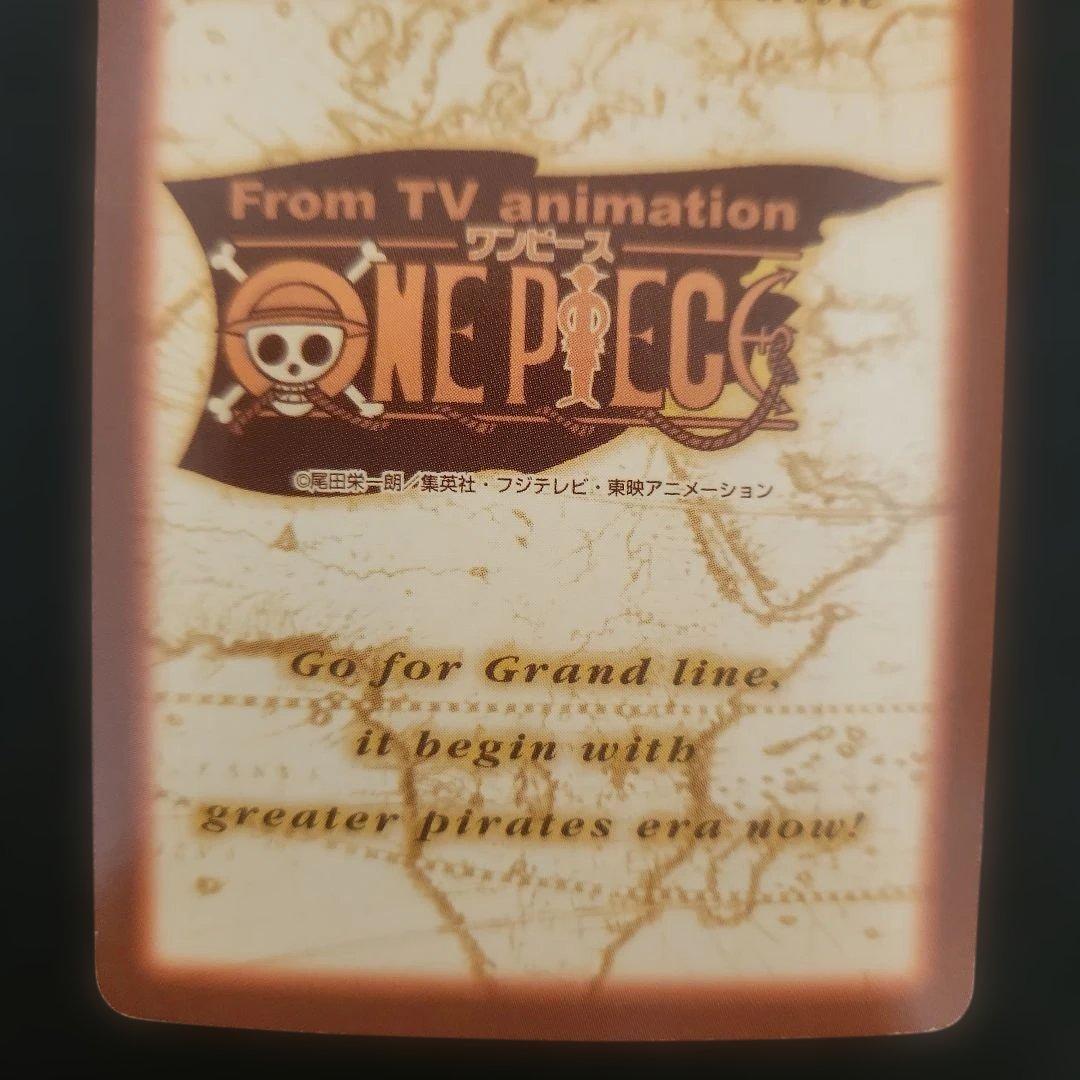 From TV animation
ワンピース
ONE PIECE
©尾田栄一朗／集英社・フジテレビ・東映アニメーション
Go for Grand line,
it begin with
greater pirates era now!